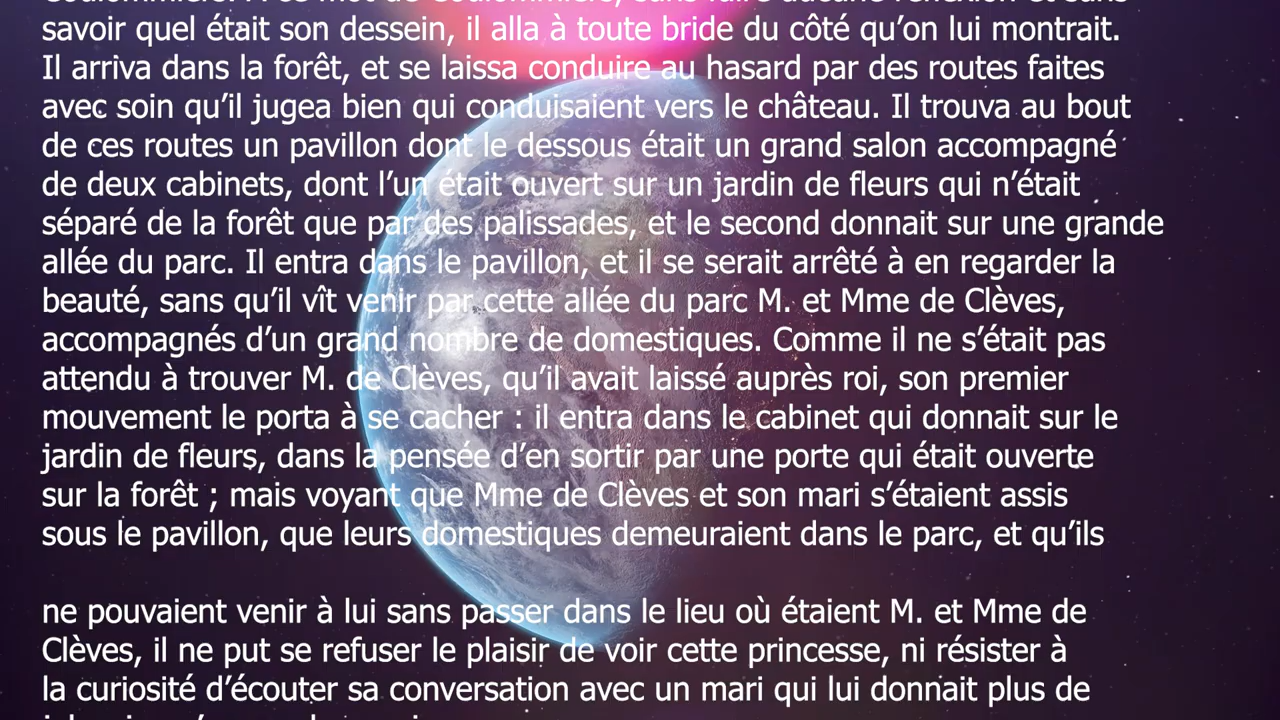 savoir quel était son dessein, il alla à toute bride du côté qu’on lui montrait.
Il arriva dans la forêt, et se laissa conduire au hasard par des routes faites
avec soin qu’il jugea bien qui conduisaient vers le château. Il trouva au bout
de ces routes un pavillon dont le dessous était un grand salon accompagné
de deux cabinets, dont l’un était ouvert sur un jardin de fleurs qui n’était
séparé de la forêt que par des palissades, et le second donnait sur une grande
allée du parc. Il entra dans le pavillon, et il se serait arrêté à en regarder la
beauté, sans qu’il vît venir par cette allée du parc M. et Mme de Clèves,
accompagnés d’un grand nombre de domestiques. Comme il ne s’était pas
attendu à trouver M. de Clèves, qu’il avait laissé auprès roi, son premier
mouvement le porta à se cacher : il entra dans le cabinet qui donnait sur le
jardin de fleurs, dans la pensée d’en sortir par une porte qui était ouverte
sur la forêt ; mais voyant que Mme de Clèves et son mari s’étaient assis
sous le pavillon, que leurs domestiques demeuraient dans le parc, et qu’ils
ne pouvaient venir à lui sans passer dans le lieu où étaient M. et Mme de
Clèves, il ne put se refuser le plaisir de voir cette princesse, ni résister à
la curiosité d’écouter sa conversation avec un mari qui lui donnait plus de